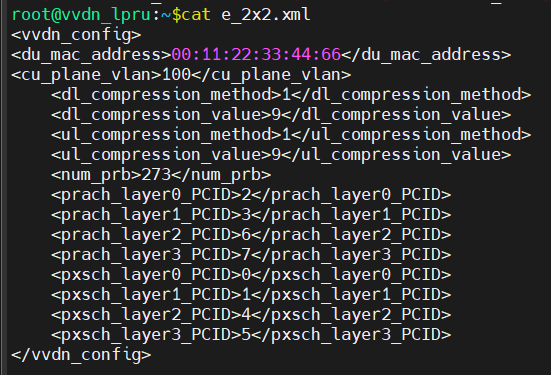 root@vvdn_lpru:~$cat e_2x2.xml
<vvdn_config>
<du_mac_address>00:11:22:33:44:66</du_mac_address>
<cu_plane_vlan>100</cu_plane_vlan>
    <dl_compression_method>1</dl_compression_method>
    <dl_compression_value>9</dl_compression_value>
    <ul_compression_method>1</ul_compression_method>
    <ul_compression_value>9</ul_compression_value>
    <num_prb>273</num_prb>
    <prach_layer0_PCID>2</prach_layer0_PCID>
    <prach_layer1_PCID>3</prach_layer1_PCID>
    <prach_layer2_PCID>6</prach_layer2_PCID>
    <prach_layer3_PCID>7</prach_layer3_PCID>
    <pxsch_layer0_PCID>0</pxsch_layer0_PCID>
    <pxsch_layer1_PCID>1</pxsch_layer1_PCID>
    <pxsch_layer2_PCID>4</pxsch_layer2_PCID>
    <pxsch_layer3_PCID>5</pxsch_layer3_PCID>
</vvdn_config>